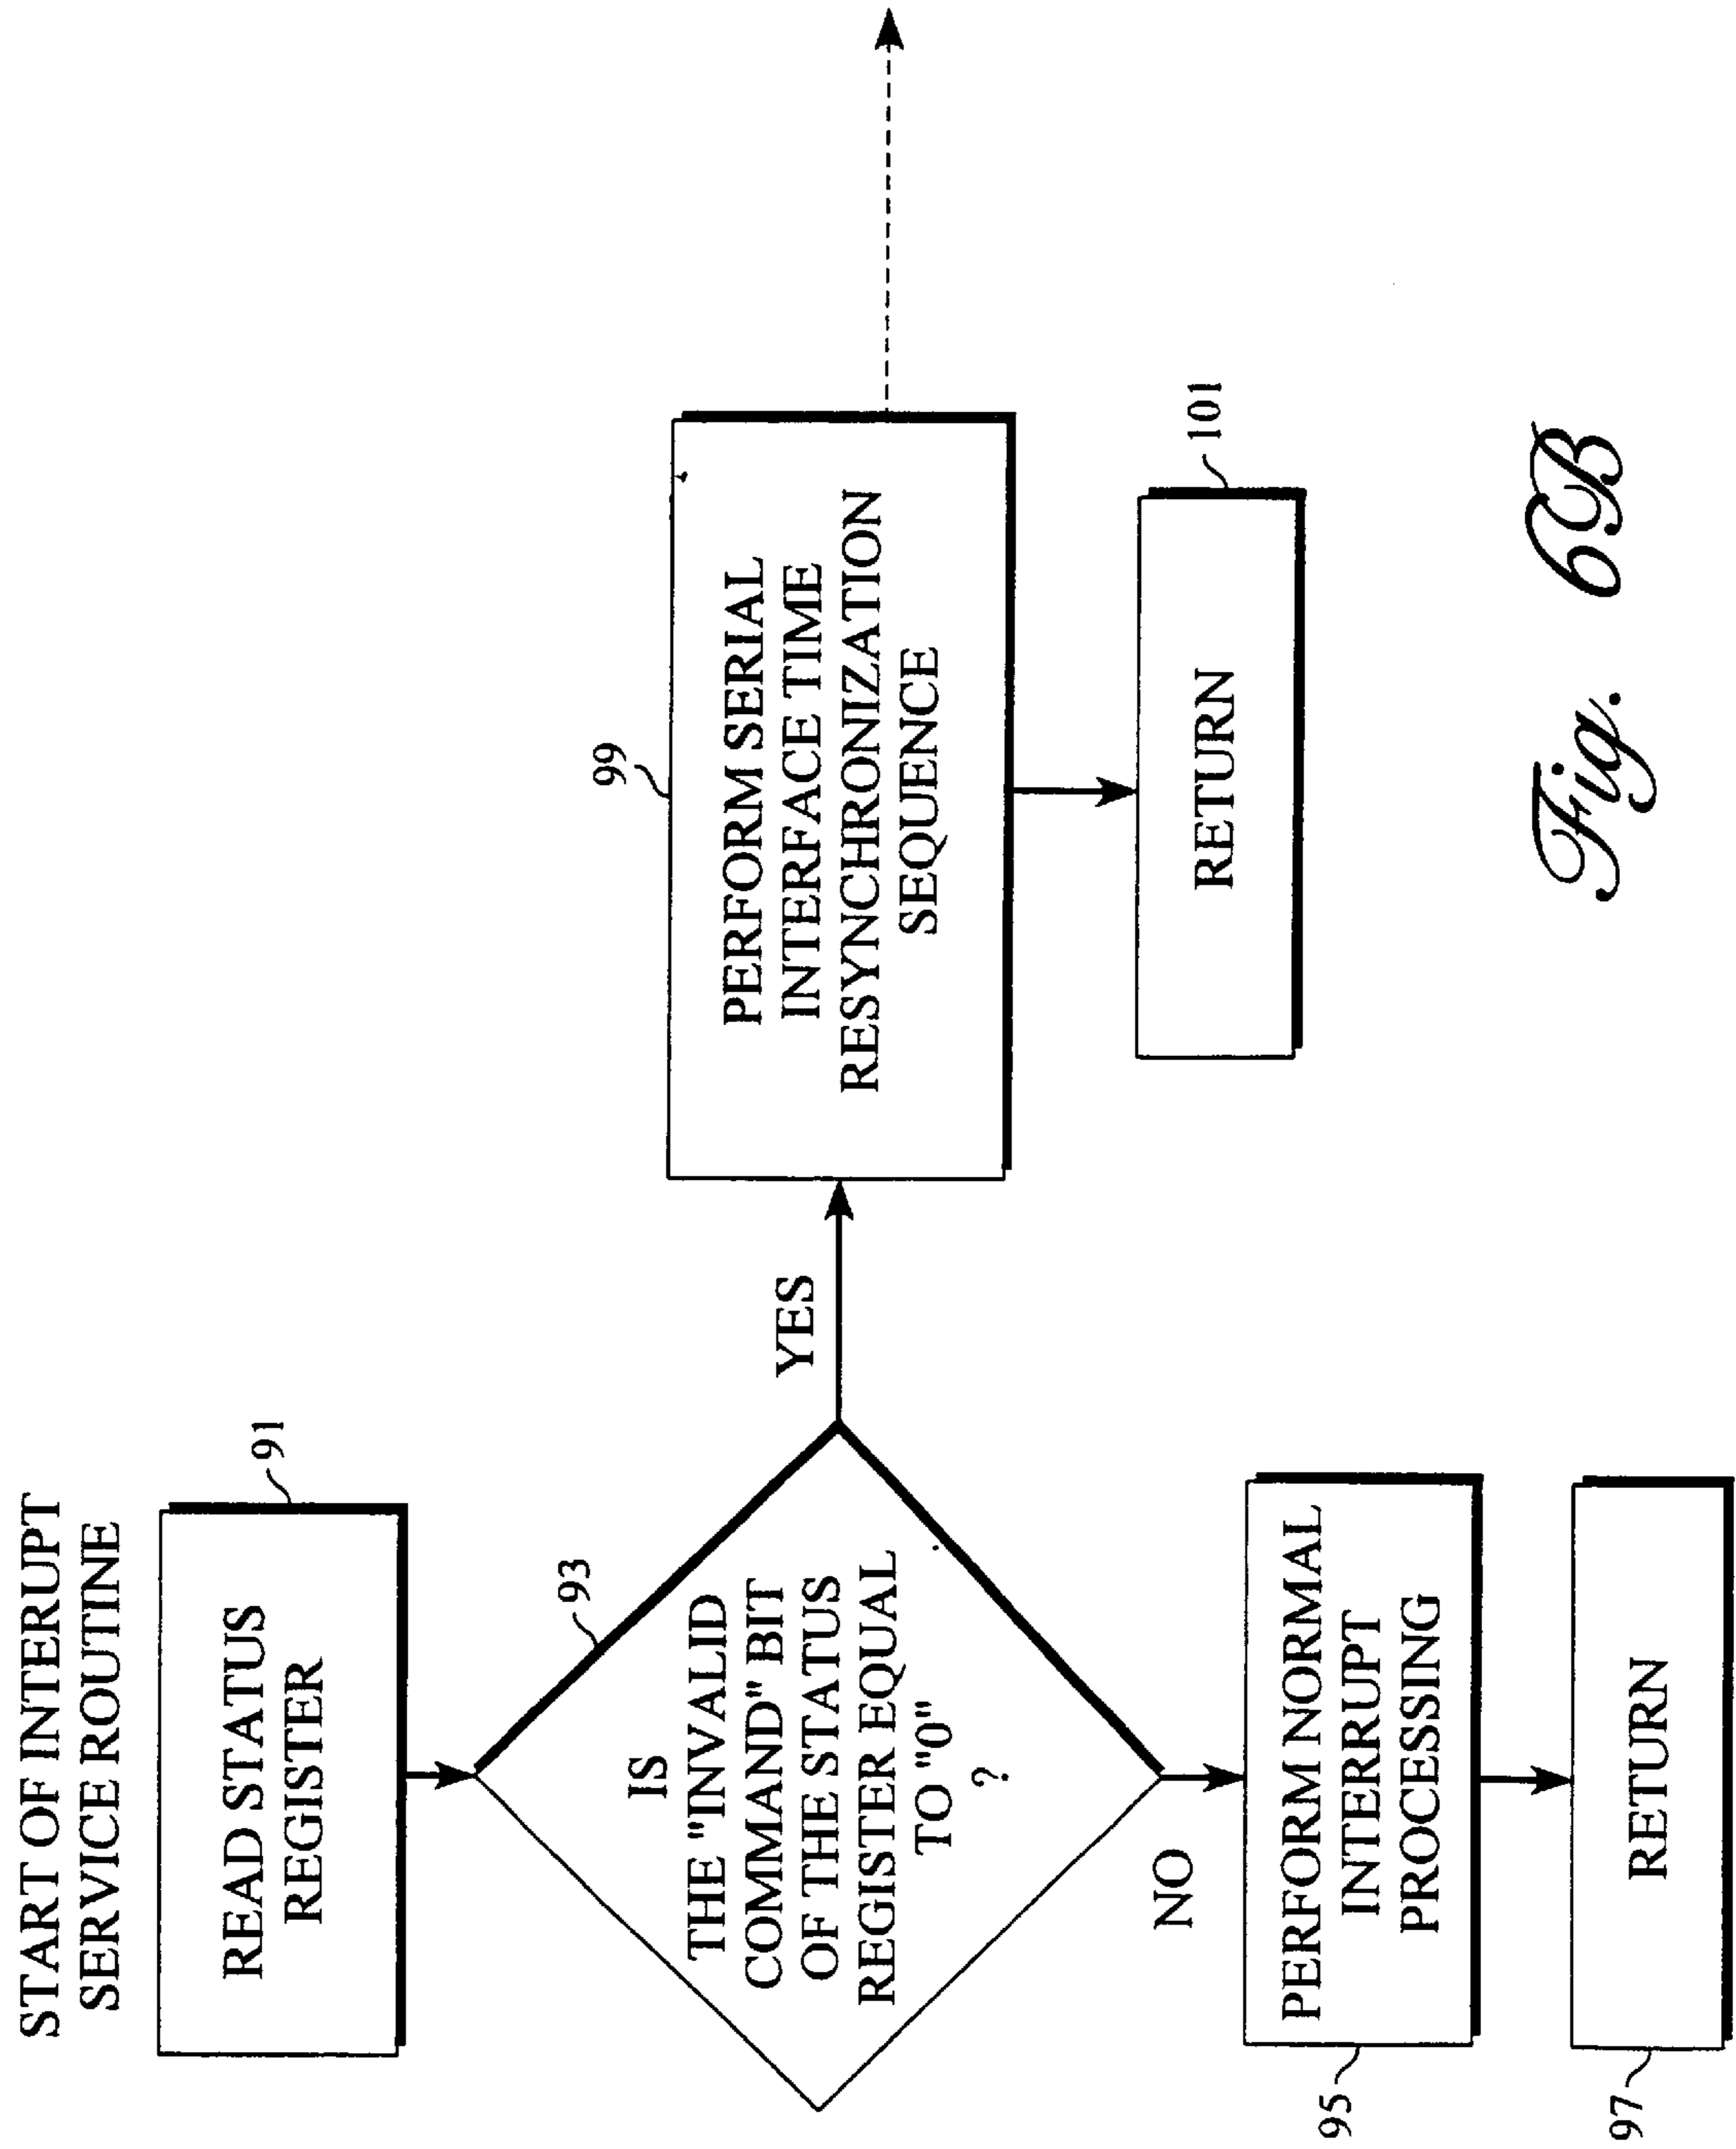 START OF INTERUPT
SERVICE ROUTINE
91
READ STATUS
REGISTER
93
IS
THE "INVALID
COMMAND" BIT
OF THE STATUS
REGISTER EQUAL
TO "0"
?
YES
NO
99
PERFORM SERIAL
INTERFACE TIME
RESYNCHRONIZATION
SEQUENCE
101
RETURN
95
PERFORM NORMAL
INTERRUPT
PROCESSING
97
RETURN
Fig. 6B